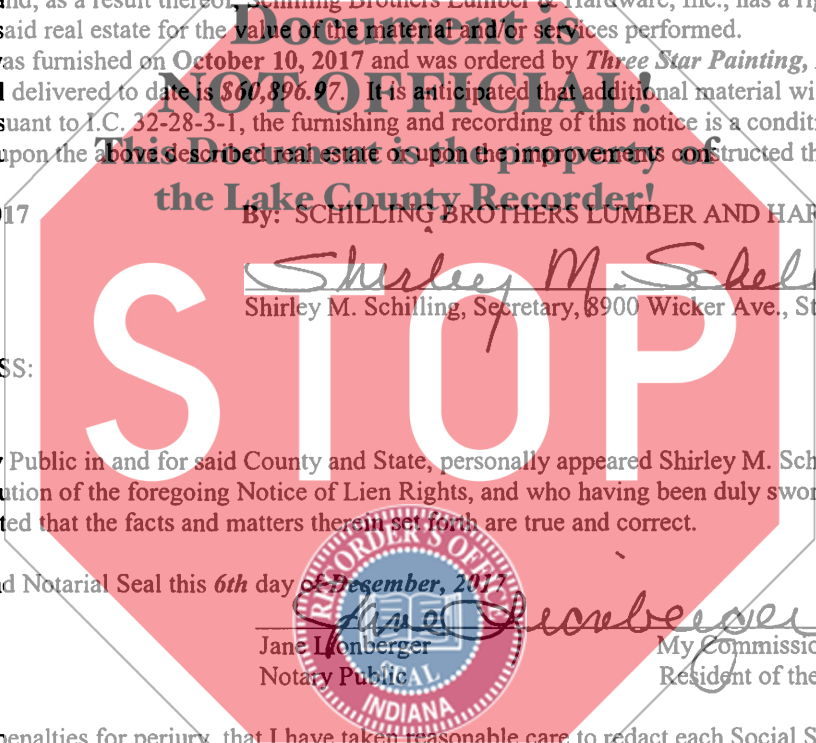 and, as a result thereof, Schilling Brothers Lumber & Hardware, Inc., has a
said real estate for the value of the material and/or services performed.
as furnished on October 10, 2017 and was ordered by Three Star Painting,
delivered to date is $60,896.97. It is anticipated that additional material
suant to I.C. 32-28-3-1, the furnishing and recording of this notice is a
upon the above described real estate or upon the improvements constructed
Document is
NOT OFFICIAL!
This Document is the property of
the Lake County Recorder!
17 By: SCHILLING BROTHERS LUMBER AND HAR
Shirley M. Schill
Shirley M. Schilling, Secretary, 8900 Wicker Ave., St
STOP
SS:
Public in and for said County and State, personally appeared Shirley M. Sch
ution of the foregoing Notice of Lien Rights, and who having been duly swor
ted that the facts and matters therein set forth are true and correct.
d Notarial Seal this 6th day of December, 2017
Jane Lionberger
Jane Lionberger My Commissio
Notary Public Resident of the
RECORDER'S OFFICE
SEAL
INDIANA
penalties for perjury, that I have taken reasonable care to redact each Social S